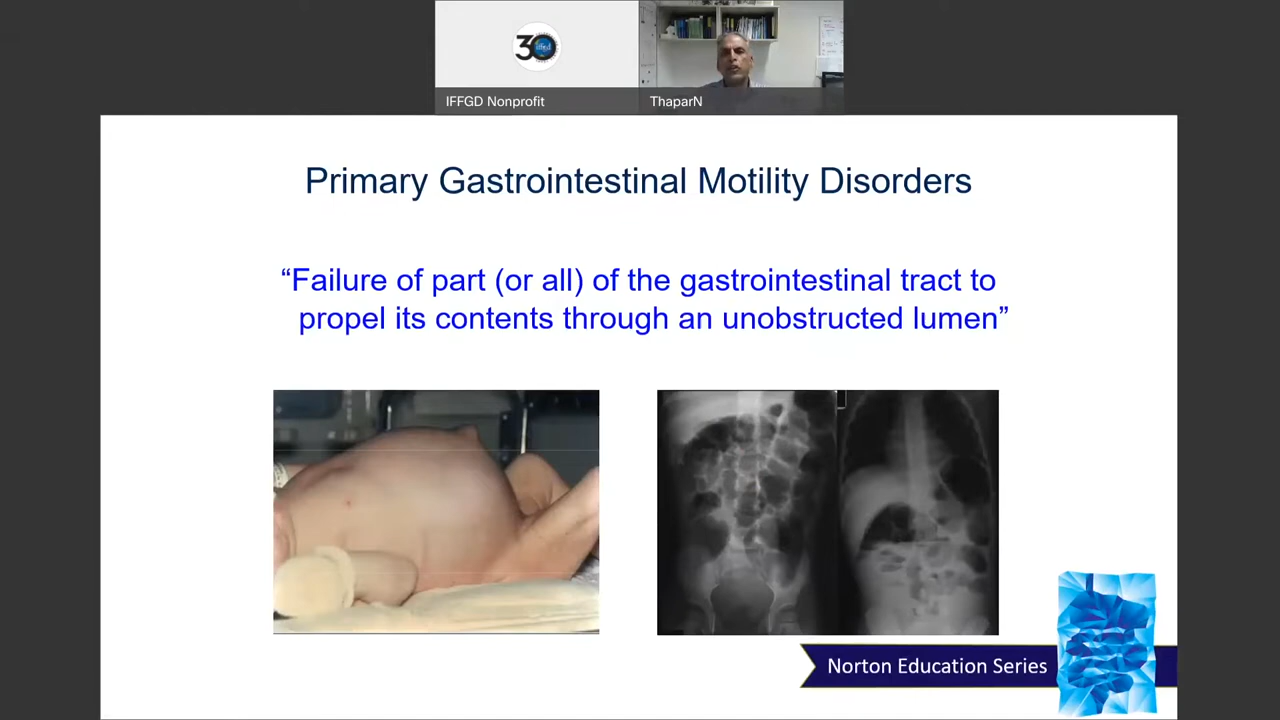 30
IFFGD Nonprofit
ThaparN
Primary Gastrointestinal Motility Disorders
“Failure of part (or all) of the gastrointestinal tract to
propel its contents through an unobstructed lumen”
Norton Education Series